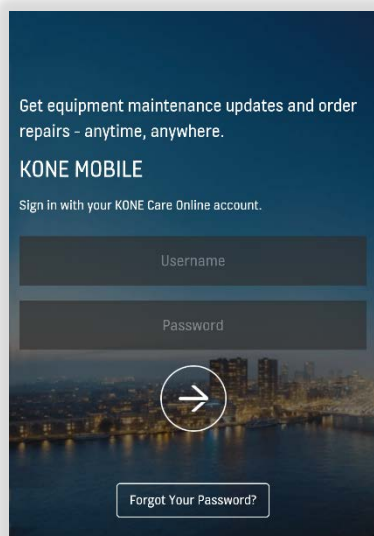 Get equipment maintenance updates and order
repairs - anytime, anywhere.
KONE MOBILE
Sign in with your KONE Care Online account.
Username
Password
Forgot Your Password?